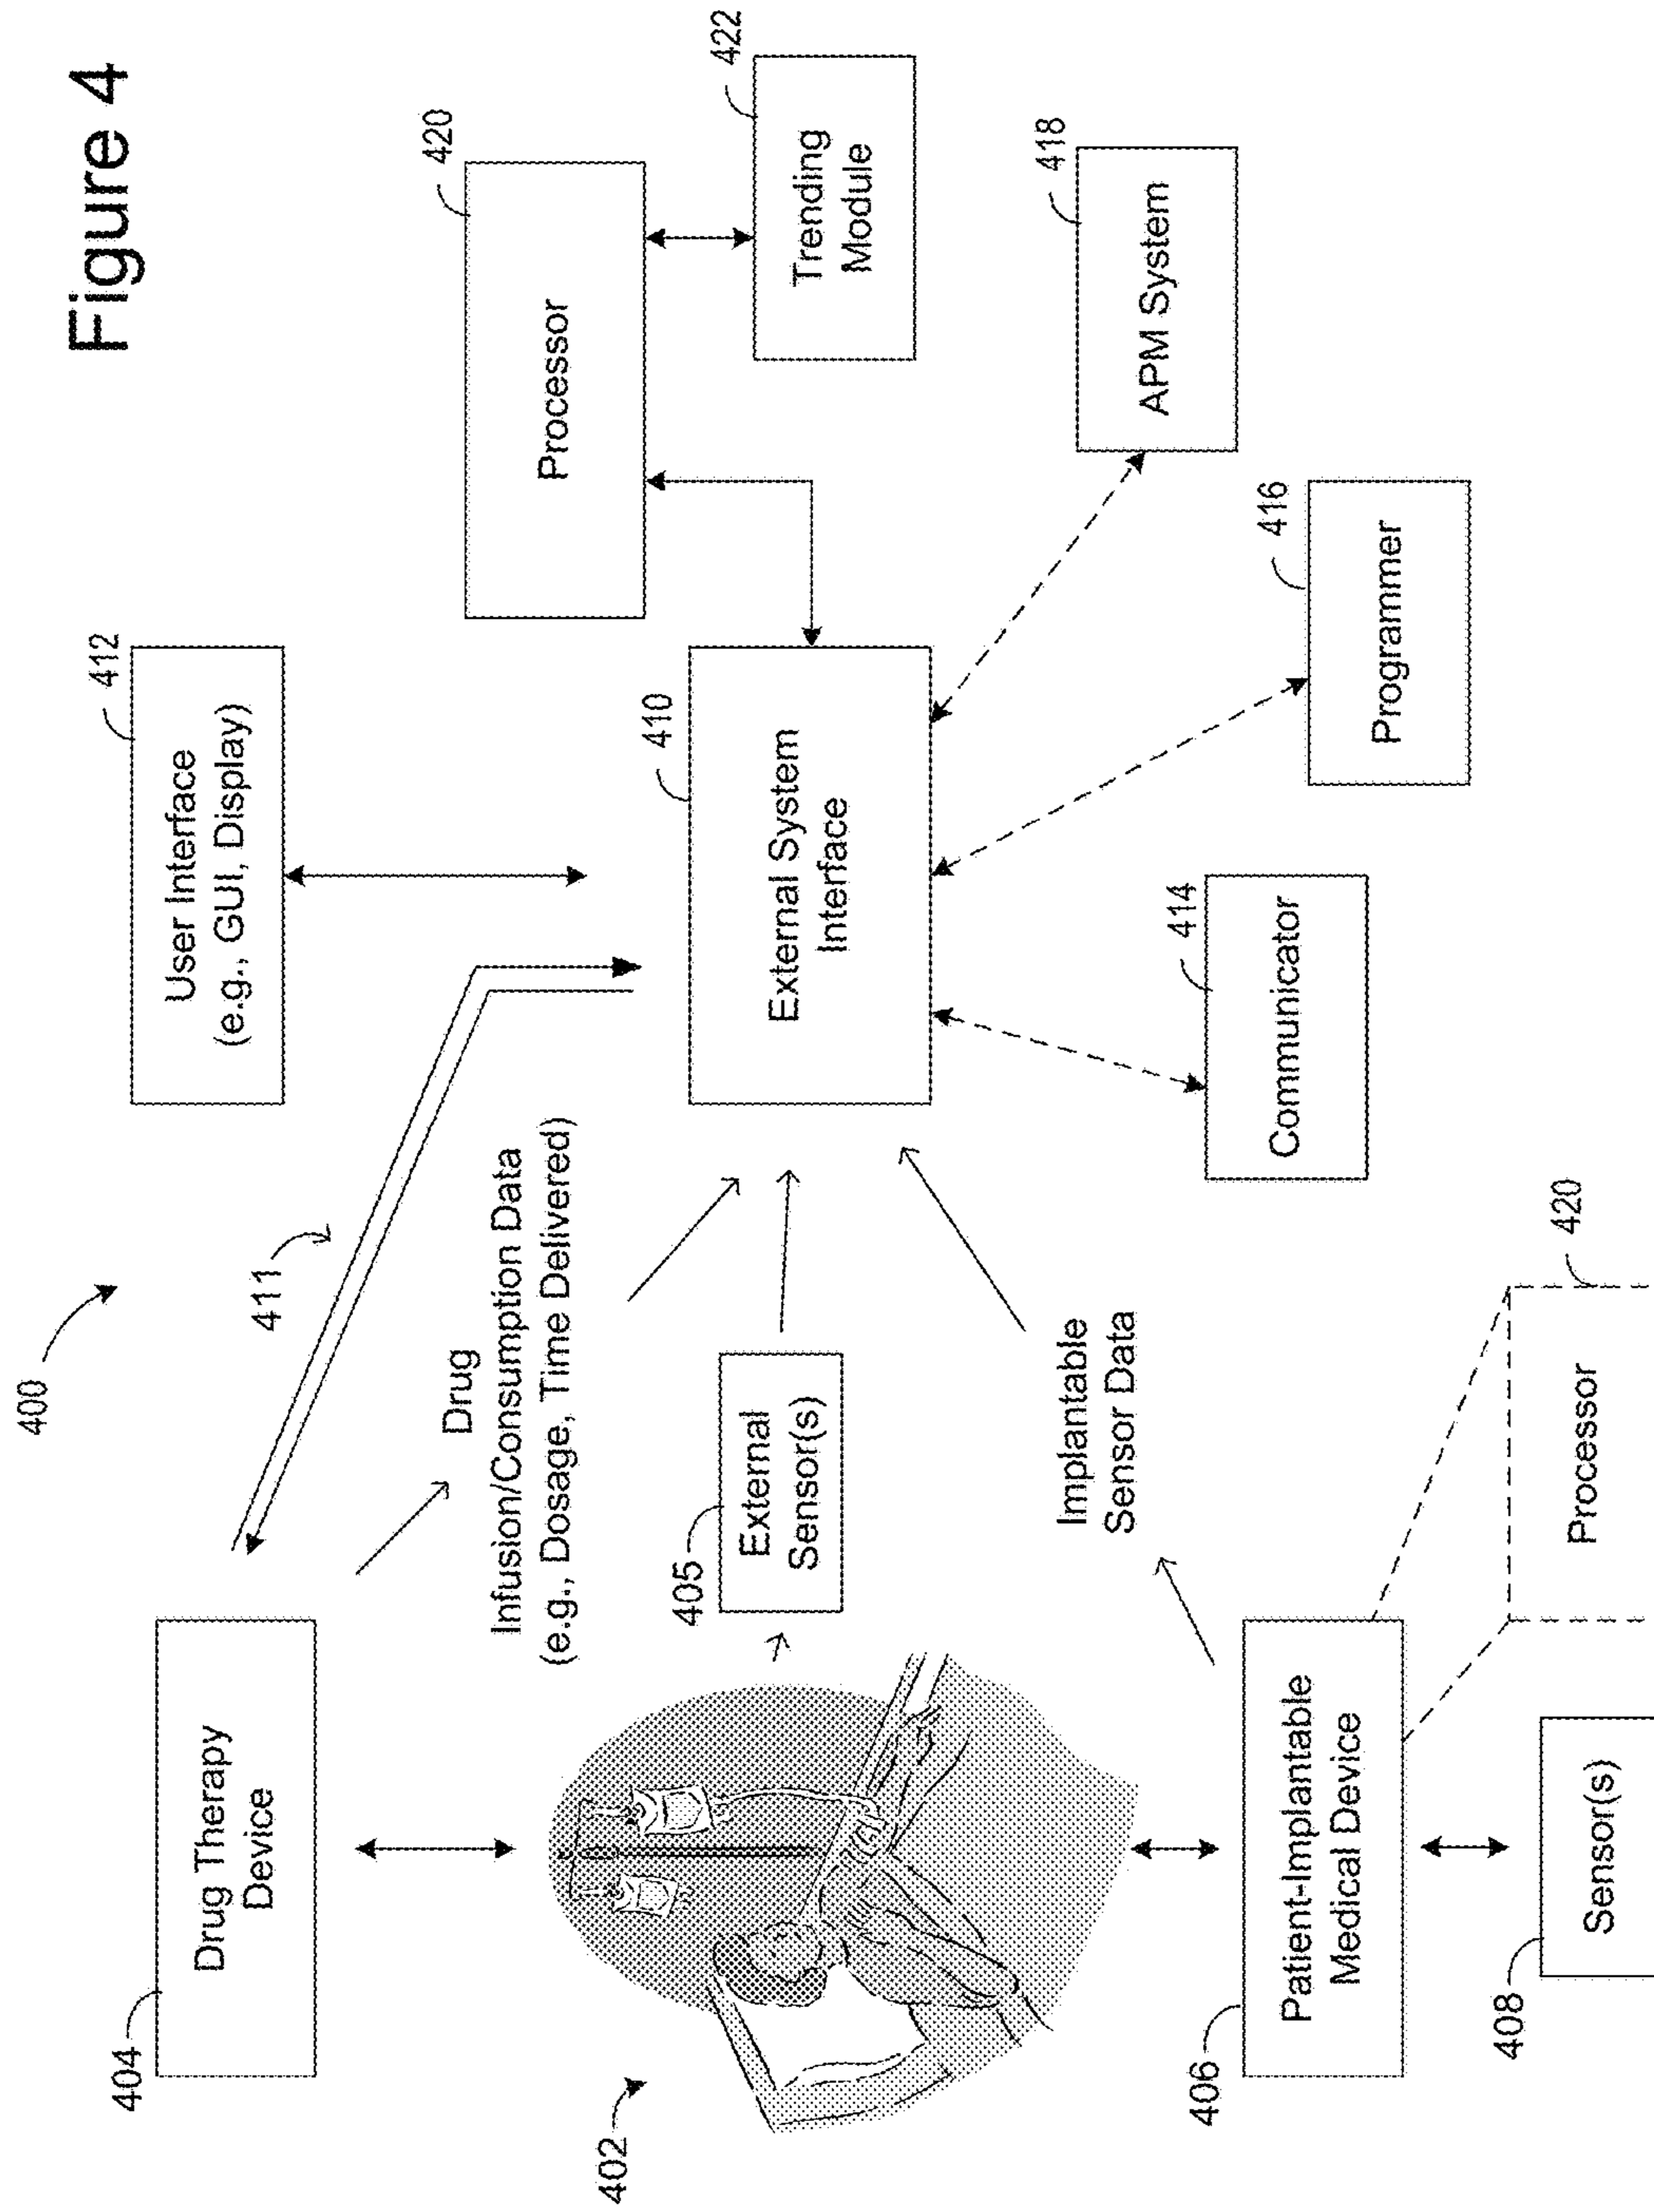 Figure 4
400
404
Drug Therapy
Device
411
412
User Interface
(e.g., GUI, Display)
420
Processor
422
Trending
Module
Drug
Infusion/Consumption Data
(e.g., Dosage, Time Delivered)
402
405
External
Sensor(s)
410
External System
Interface
Implantable
Sensor Data
418
APM System
416
Programmer
414
Communicator
406
Patient-Implantable
Medical Device
408
Sensor(s)
420
Processor